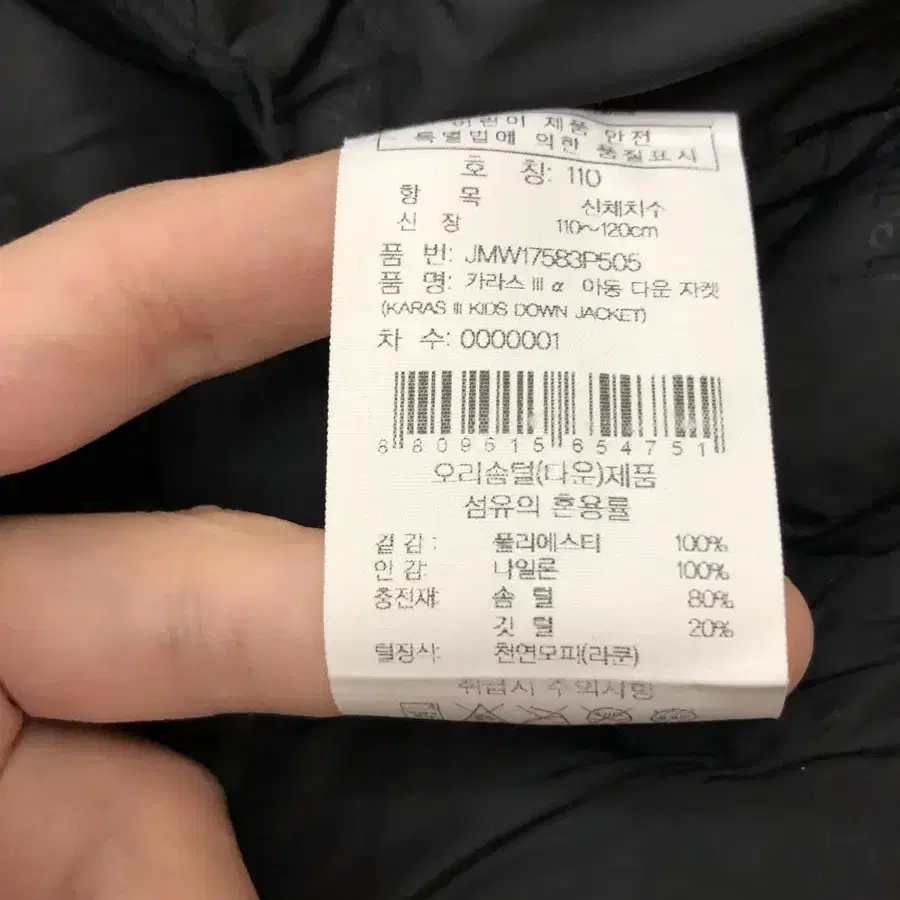 어린이 제품 안전
특별법에 의한 품질표시
호 칭: 110
항 목 신체치수
신 장 110~120cm
품 번: JMW17583P505
품 명: 카라스 III α 아동 다운 자켓
(KARAS III KIDS DOWN JACKET)
차 수: 0000001
8 809615 654751
오리솜털(다운)제품
섬유의 혼용률
겉감: 폴리에스터 100%
안감: 나일론 100%
충전재: 솜 털 80%
깃 털 20%
털장식: 천연모피(라쿤)
취급시 주의사항